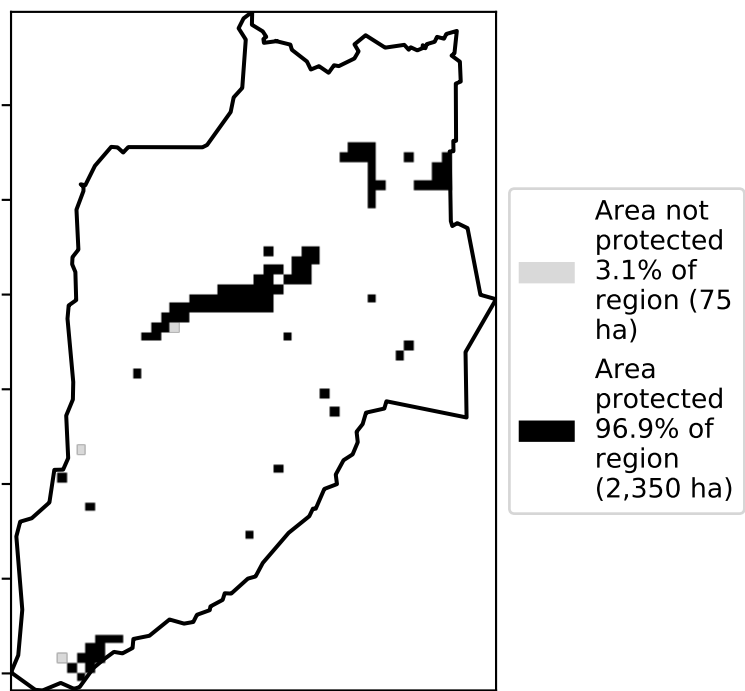 Area not
protected
3.1% of
region (75
ha)
Area
protected
96.9% of
region
(2,350 ha)